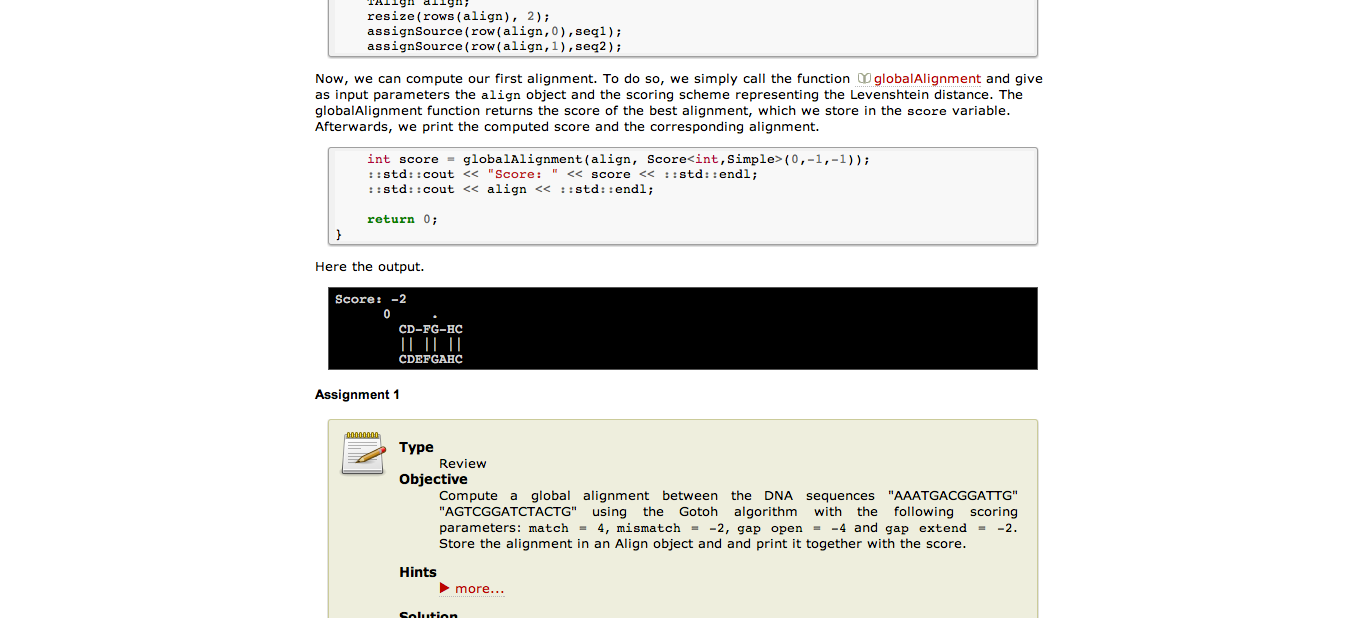 TAlign align;
resize(rows(align), 2);
assignSource(row(align,0),seq1);
assignSource(row(align,1),seq2);
Now, we can compute our first alignment. To do so, we simply call the function globalAlignment and give
as input parameters the align object and the scoring scheme representing the Levenshtein distance. The
globalAlignment function returns the score of the best alignment, which we store in the score variable.
Afterwards, we print the computed score and the corresponding alignment.
int score = globalAlignment(align, Score<int,Simple>(0,-1,-1));
::std::cout << "Score: " << score << ::std::endl;
::std::cout << align << ::std::endl;
return 0;
}
Here the output.
Score: -2
0     .
CD-FG-HC
|| || ||
CDEFGAHC
Assignment 1
Type
Review
Objective
Compute a global alignment between the DNA sequences "AAATGACGGATTG"
"AGTCGGATCTACTG" using the Gotoh algorithm with the following scoring
parameters: match = 4, mismatch = -2, gap open = -4 and gap extend = -2.
Store the alignment in an Align object and and print it together with the score.
Hints
more...
Solution